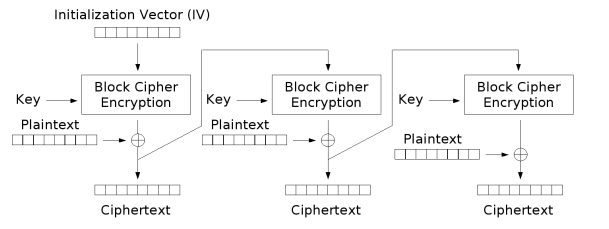 Initialization Vector (IV)
Block Cipher
Encryption
Key
Plaintext
Ciphertext
Block Cipher
Encryption
Key
Plaintext
Ciphertext
Block Cipher
Encryption
Key
Plaintext
Ciphertext